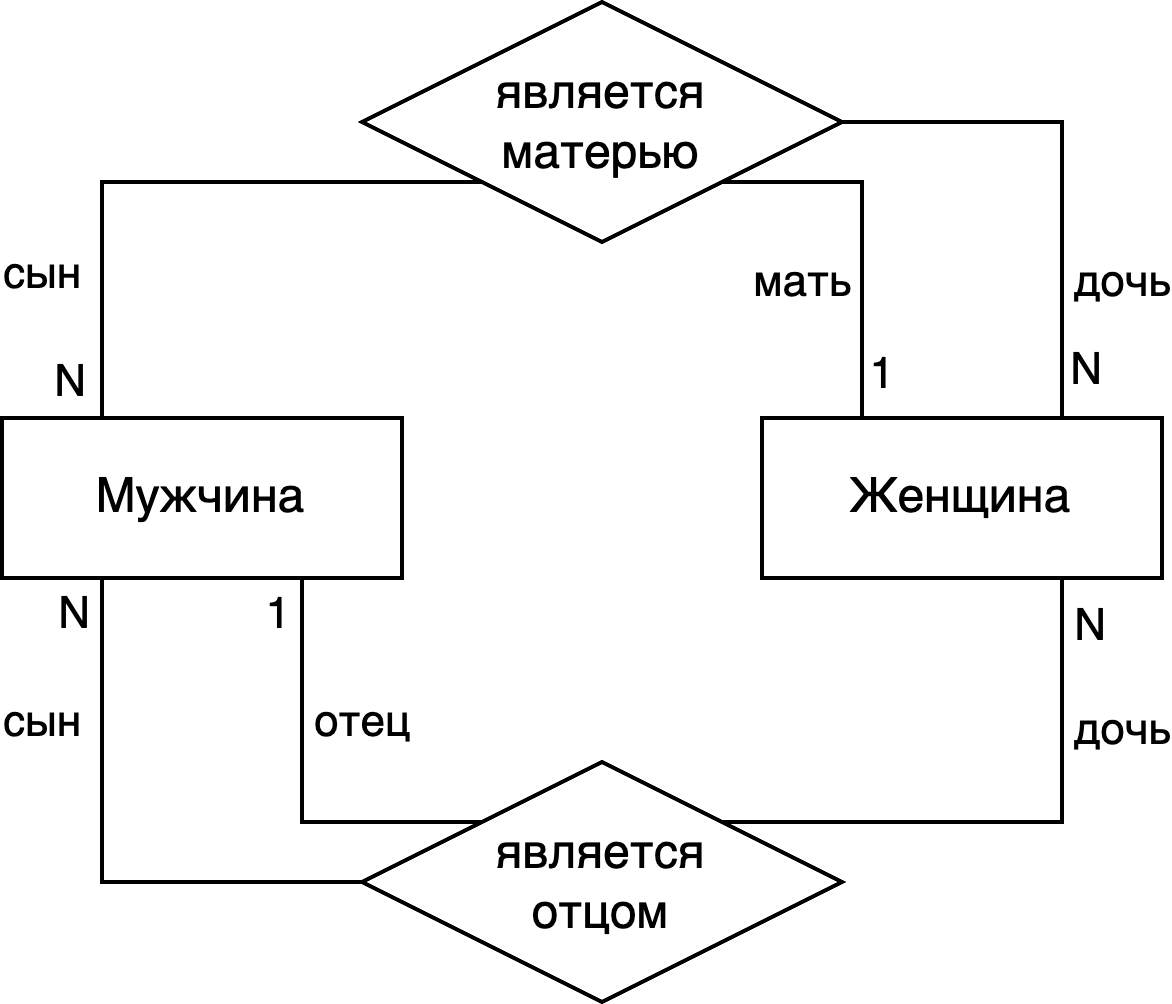 является
матерью
сын
мать
дочь
N
1
N
Мужчина
Женщина
N
1
N
сын
отец
дочь
является
отцом